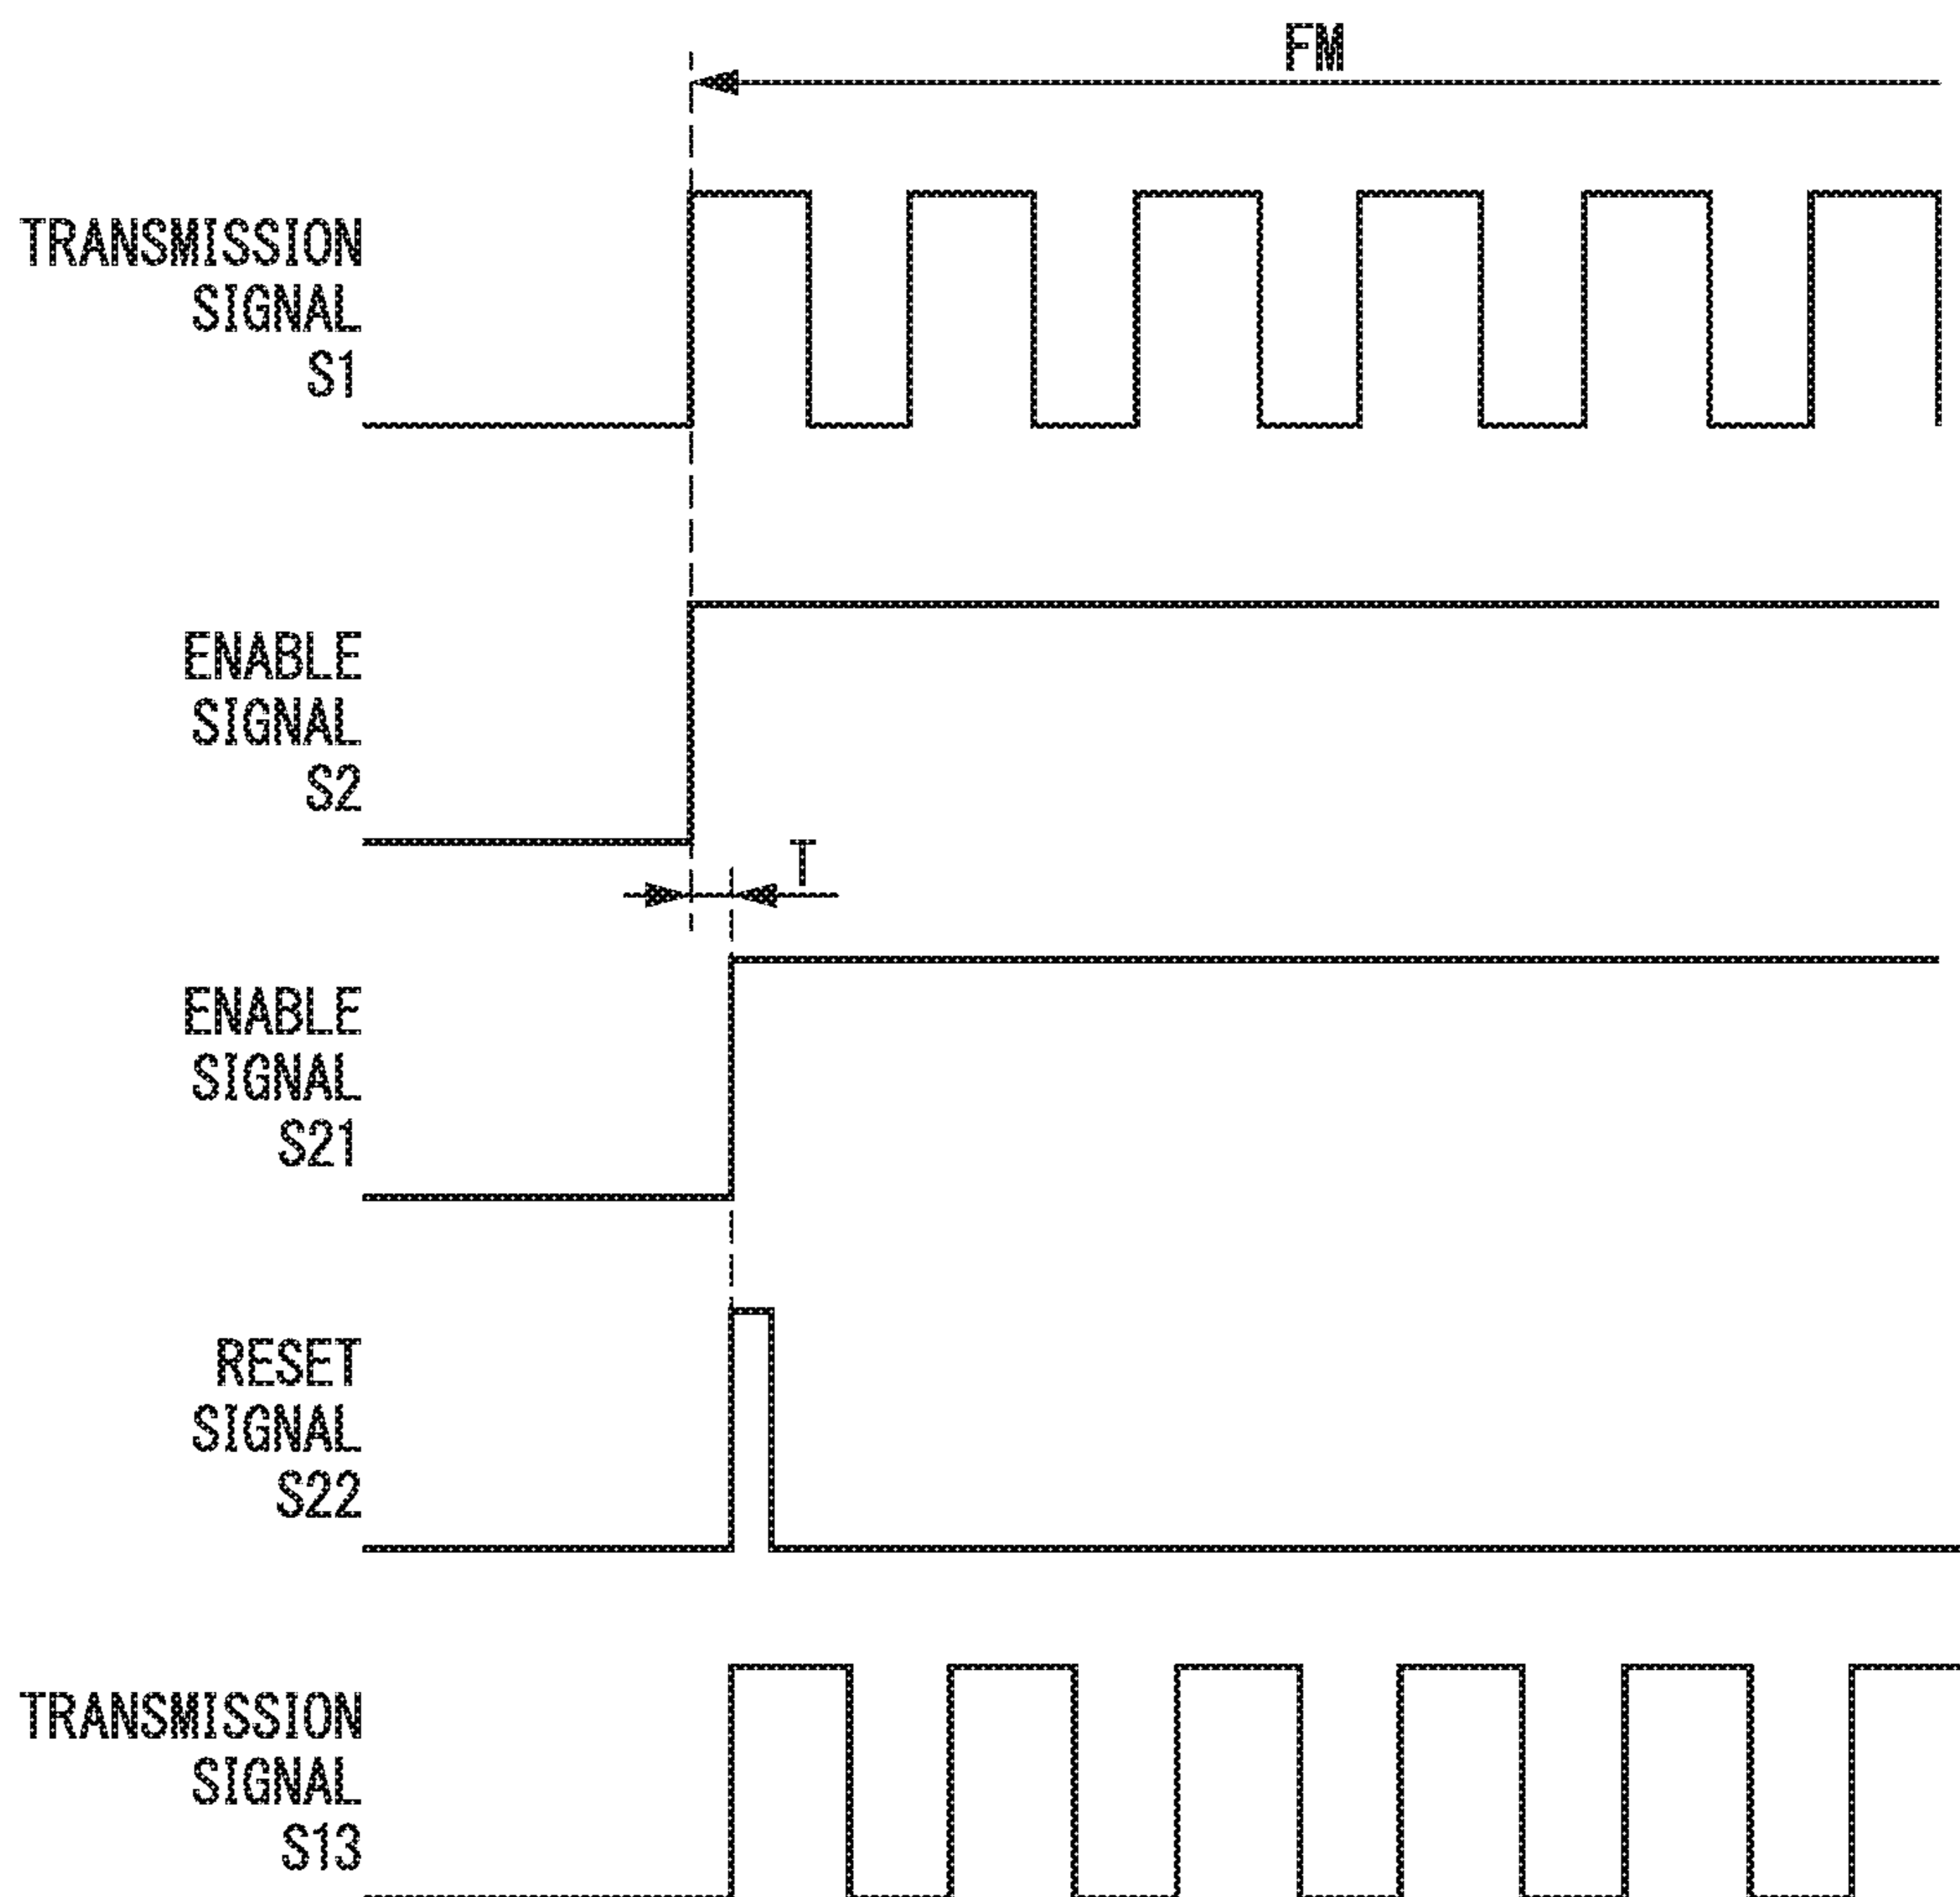 FM
TRANSMISSION
SIGNAL
S1
ENABLE
SIGNAL
S2
T
ENABLE
SIGNAL
S21
RESET
SIGNAL
S22
TRANSMISSION
SIGNAL
S13